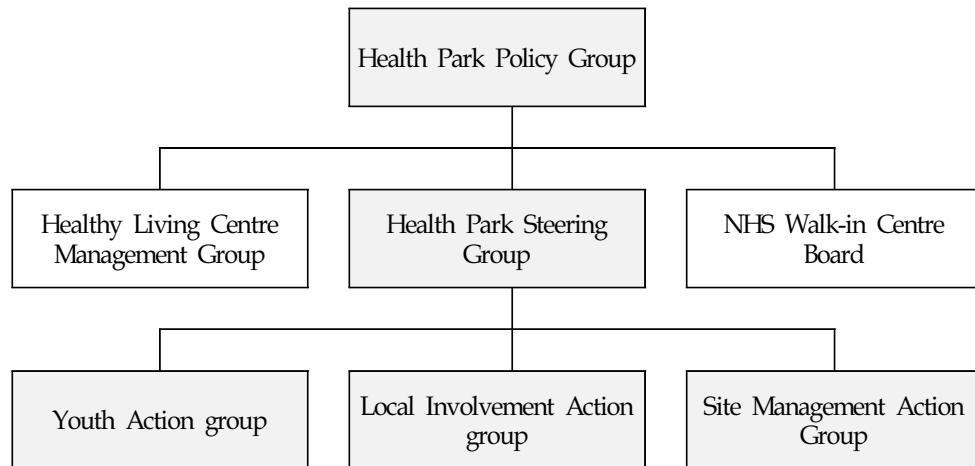 Health Park Policy Group
Healthy Living Centre
Management Group
Health Park Steering
Group
NHS Walk-in Centre
Board
Youth Action group
Local Involvement Action
group
Site Management Action
Group